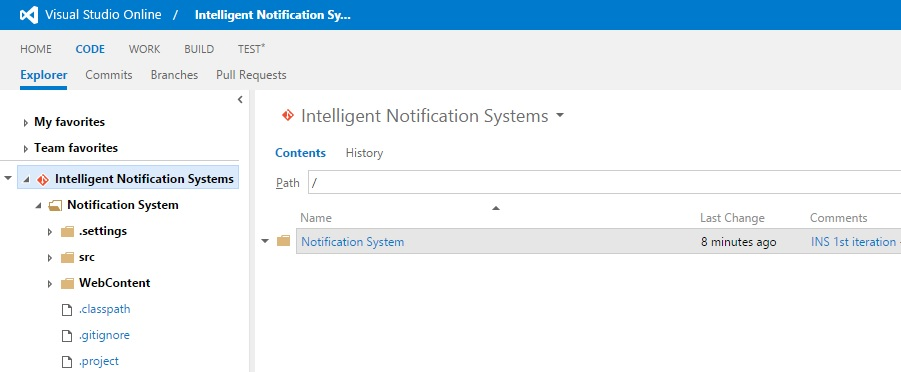 Visual Studio Online / Intelligent Notification Sy...
HOME CODE WORK BUILD TEST*
Explorer Commits Branches Pull Requests
My favorites
Team favorites
Intelligent Notification Systems
Notification System
.settings
src
WebContent
.classpath
.gitignore
.project
Intelligent Notification Systems
Contents History
Path /
Name Last Change Comments
Notification System 8 minutes ago INS 1st iteration